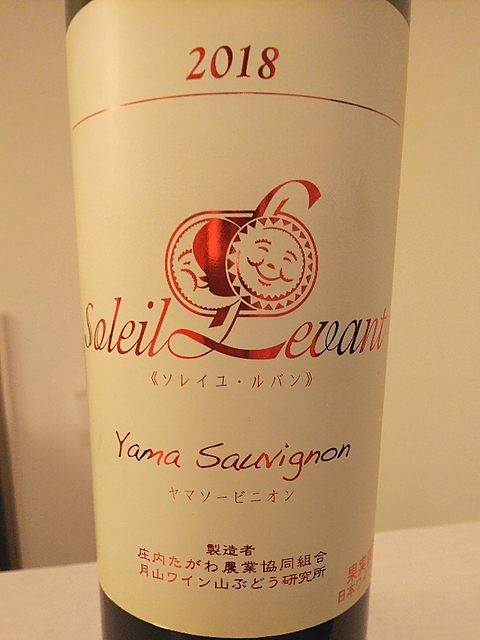 2018
Soleil Levant
《ソレイユ・ルバン》
Yama Sauvignon
ヤマソービニオン
製造者
庄内たがわ農業協同組合
月山ワイン山ぶどう研究所
果実
日本ワ